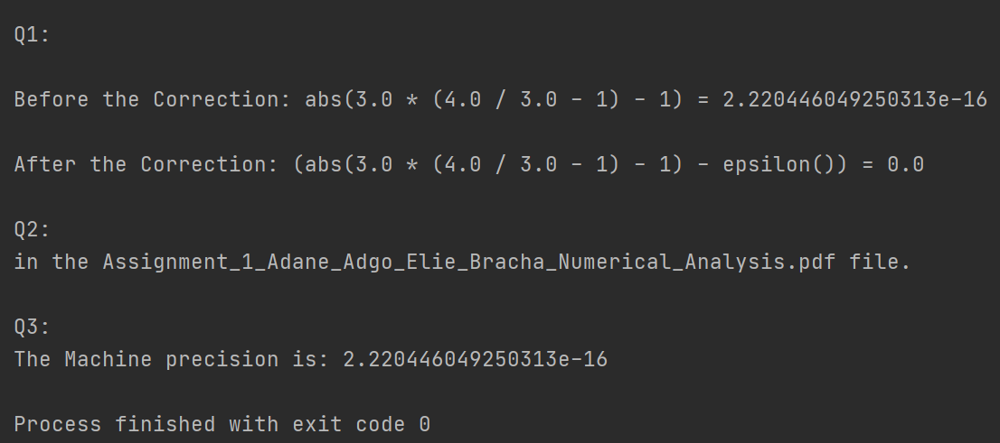 Q1:
Before the Correction: abs(3.0 * (4.0 / 3.0 - 1) - 1) = 2.220446049250313e-16
After the Correction: (abs(3.0 * (4.0 / 3.0 - 1) - 1) - epsilon()) = 0.0
Q2:
in the Assignment_1_Adane_Adgo_Elie_Bracha_Numerical_Analysis.pdf file.
Q3:
The Machine precision is: 2.220446049250313e-16
Process finished with exit code 0